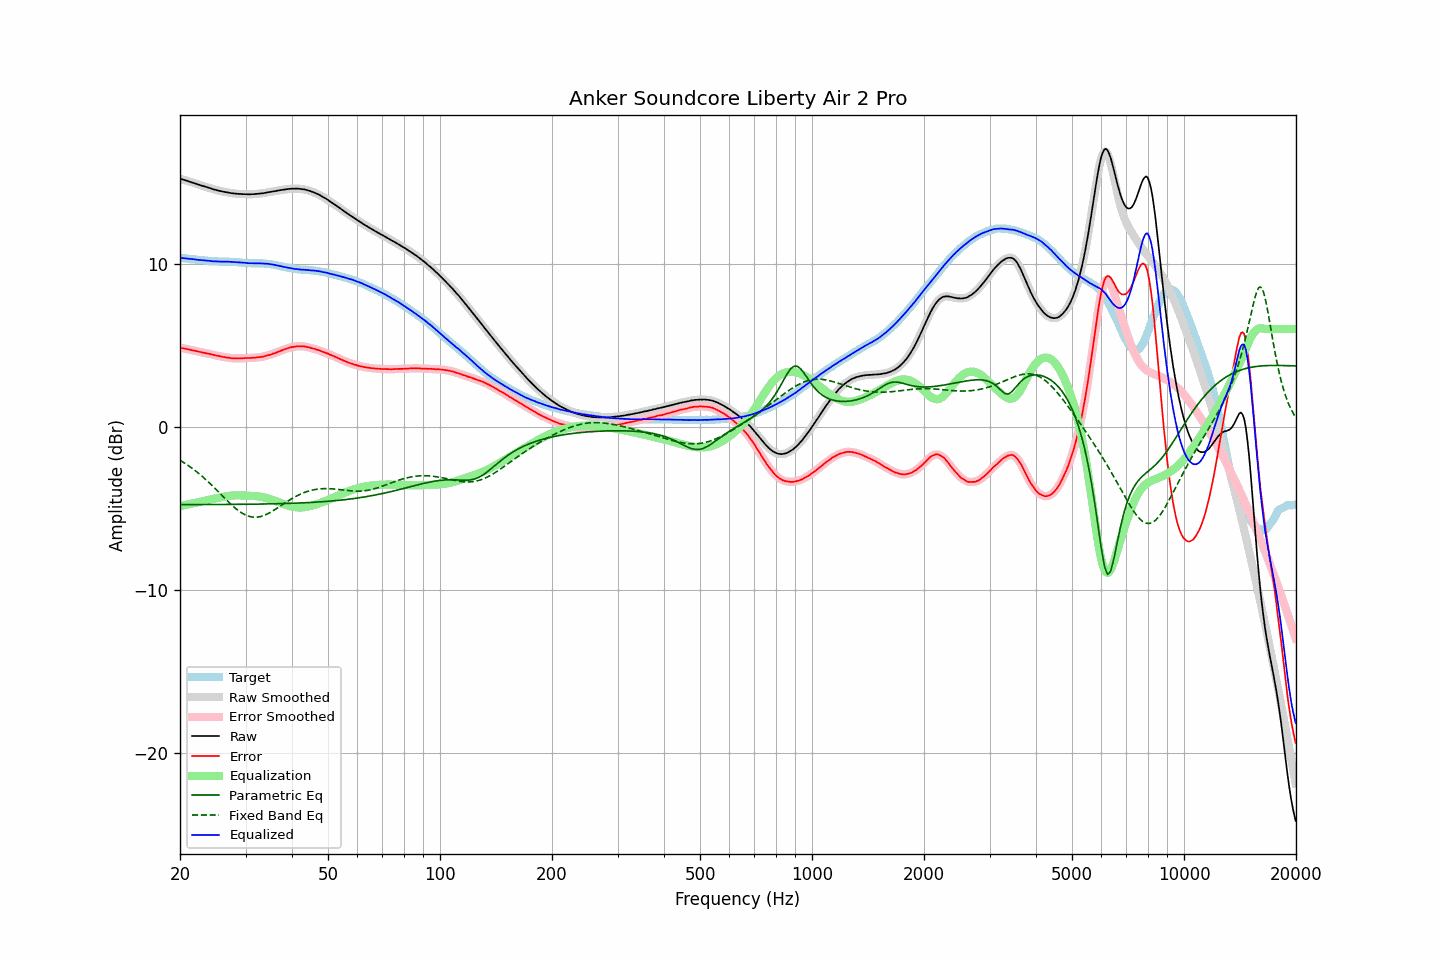 Anker Soundcore Liberty Air 2 Pro
Amplitude (dBr)
10
0
−10
−20
Target
Raw Smoothed
Error Smoothed
Raw
Error
Equalization
Parametric Eq
Fixed Band Eq
Equalized
20 50 100 200 500 1000 2000 5000 10000 20000
Frequency (Hz)